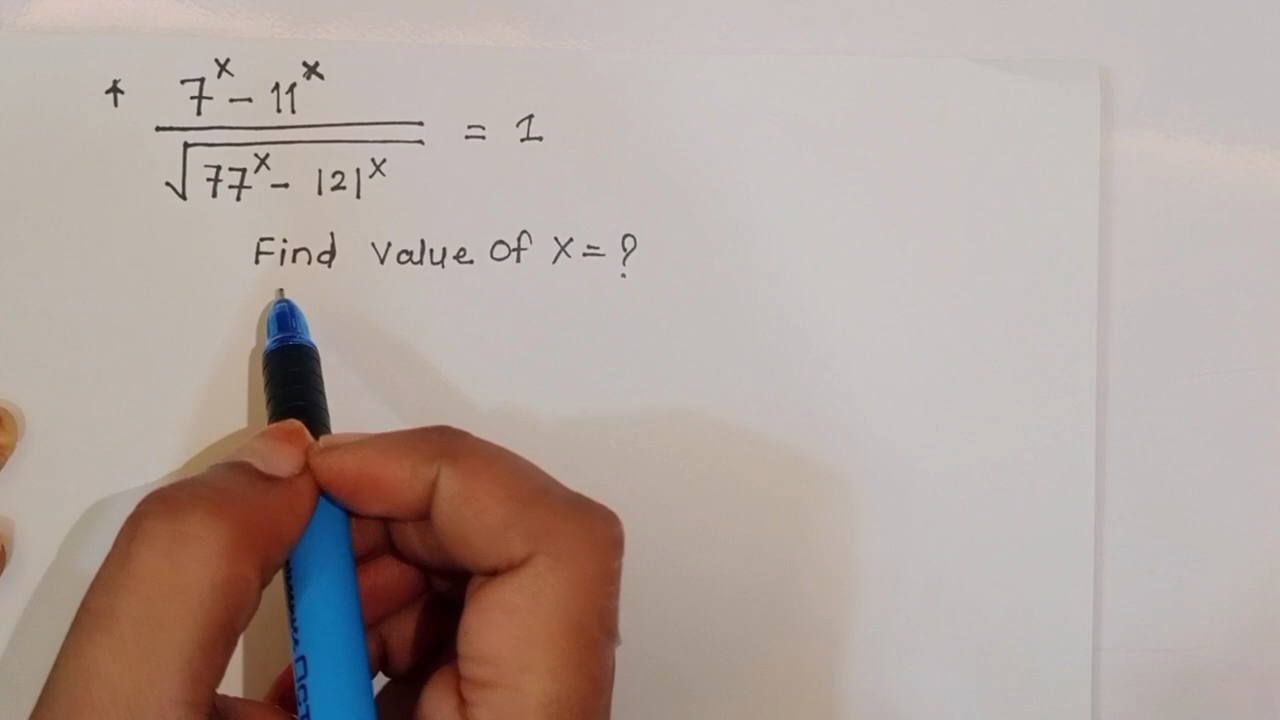 * 7^x - 11^x
√77^x - 121^x = 1
Find Value Of X = ?